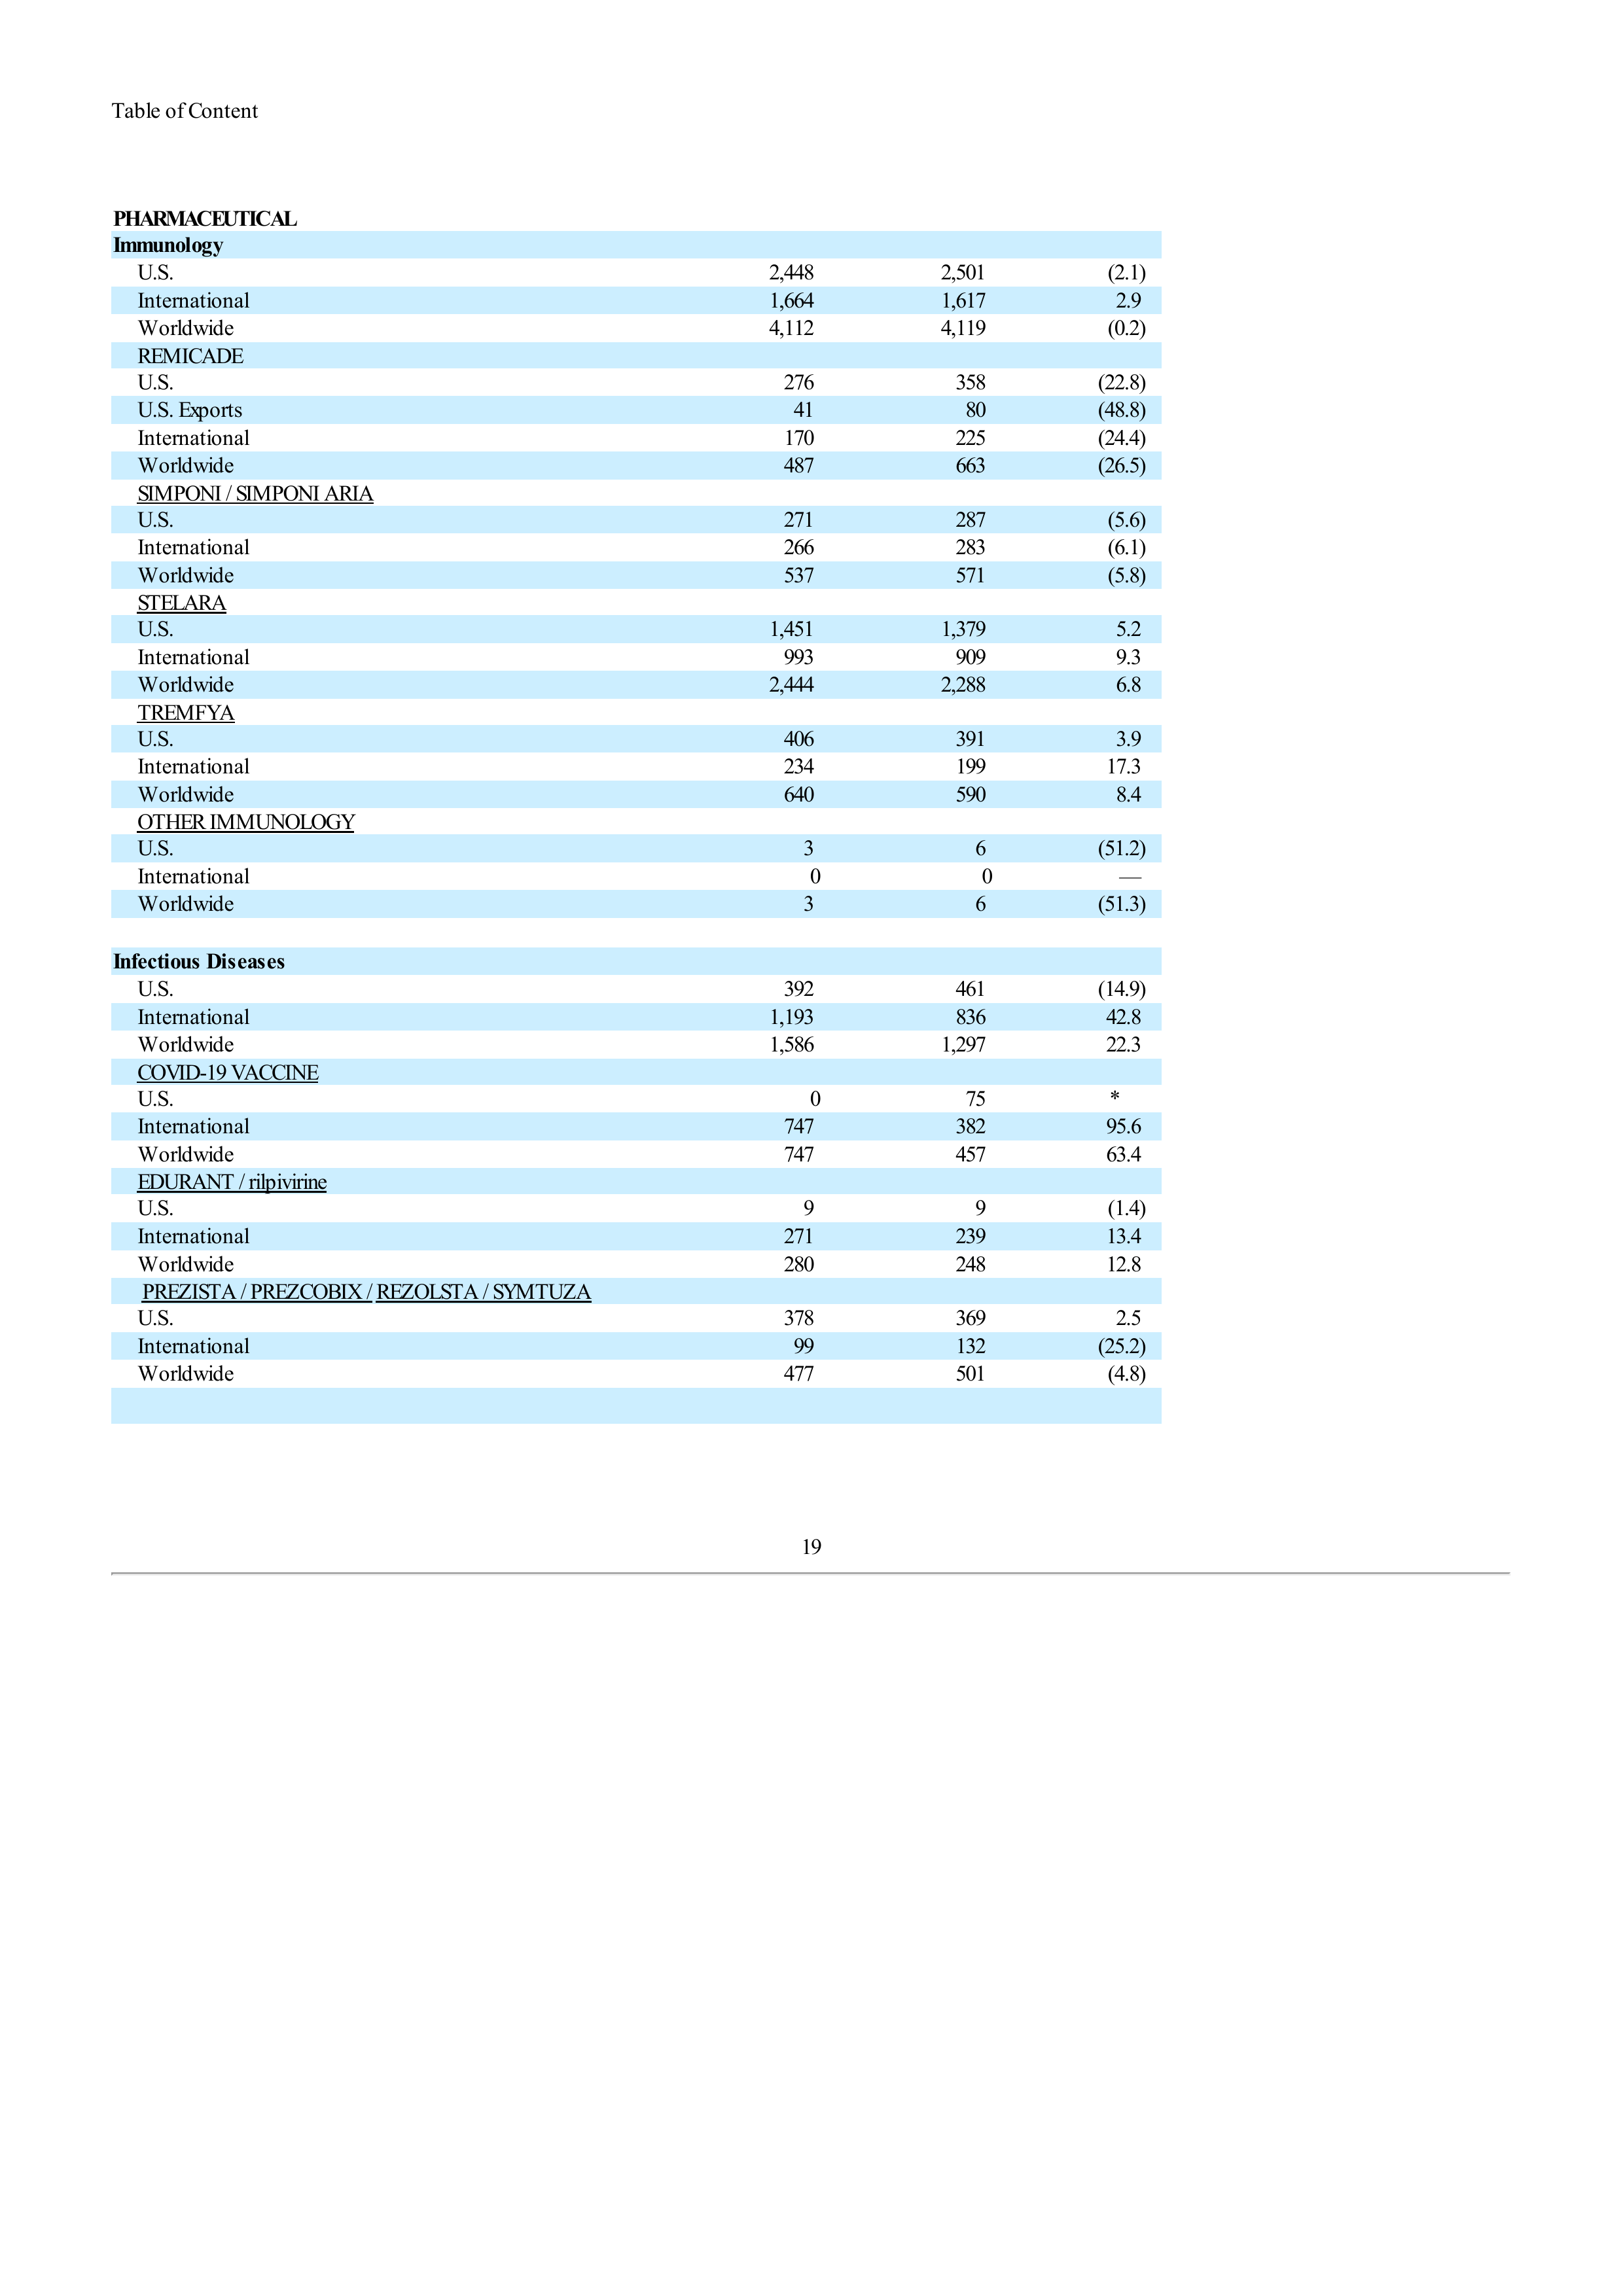 Table of Content
PHARMACEUTICAL
Immunology
U.S. 2,448 2,501 (2.1)
International 1,664 1,617 2.9
Worldwide 4,112 4,119 (0.2)
REMICADE
U.S. 276 358 (22.8)
U.S. Exports 41 80 (48.8)
International 170 225 (24.4)
Worldwide 487 663 (26.5)
SIMPONI / SIMPONI ARIA
U.S. 271 287 (5.6)
International 266 283 (6.1)
Worldwide 537 571 (5.8)
STELARA
U.S. 1,451 1,379 5.2
International 993 909 9.3
Worldwide 2,444 2,288 6.8
TREMFYA
U.S. 406 391 3.9
International 234 199 17.3
Worldwide 640 590 8.4
OTHER IMMUNOLOGY
U.S. 3 6 (51.2)
International 0 0 —
Worldwide 3 6 (51.3)
Infectious Diseases
U.S. 392 461 (14.9)
International 1,193 836 42.8
Worldwide 1,586 1,297 22.3
COVID-19 VACCINE
U.S. 0 75 *
International 747 382 95.6
Worldwide 747 457 63.4
EDURANT / rilpivirine
U.S. 9 9 (1.4)
International 271 239 13.4
Worldwide 280 248 12.8
PREZISTA / PREZCOBIX / REZOLSTA / SYMTUZA
U.S. 378 369 2.5
International 99 132 (25.2)
Worldwide 477 501 (4.8)
19